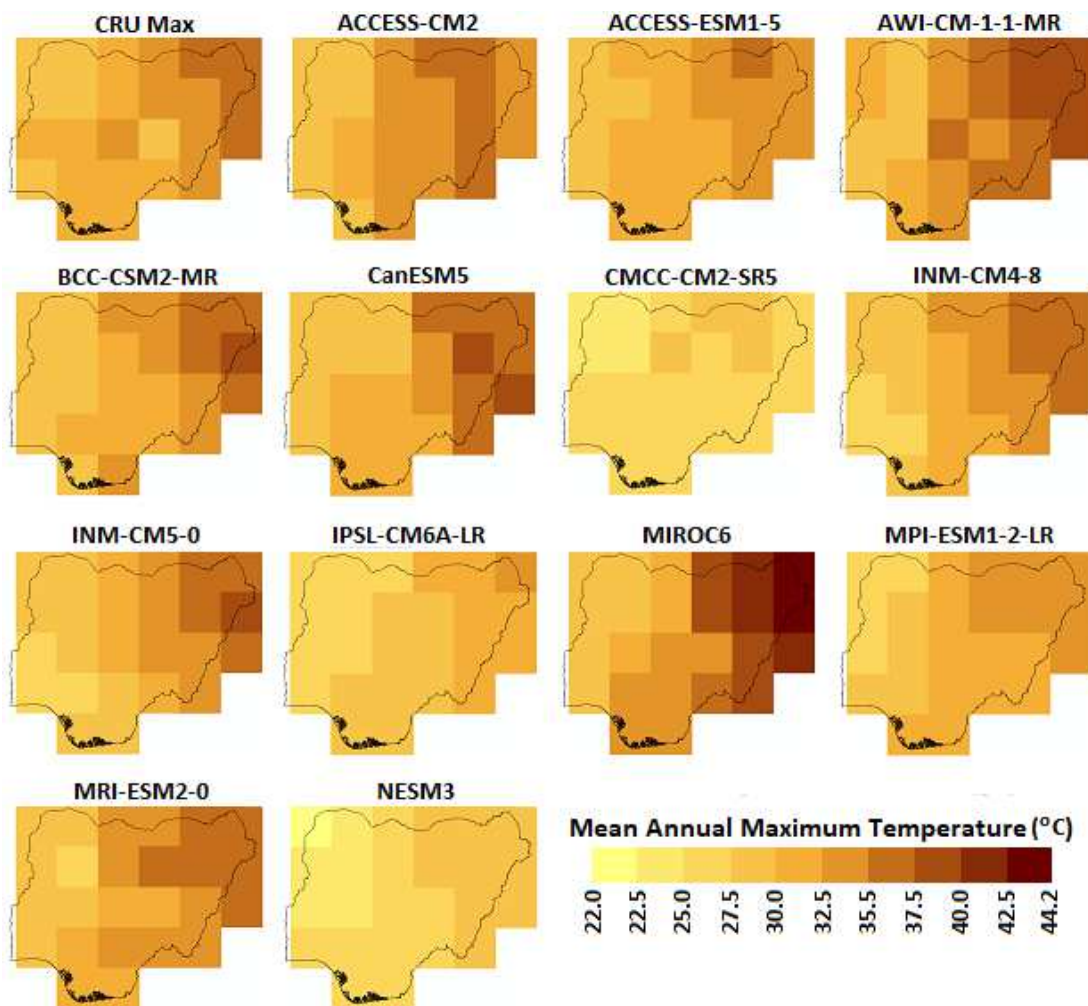 CRU Max ACCESS-CM2 ACCESS-ESM1-5 AWI-CM-1-1-MR
BCC-CSM2-MR CanESM5 CMCC-CM2-SR5 INM-CM4-8
INM-CM5-0 IPSL-CM6A-LR MIROC6 MPI-ESM1-2-LR
MRI-ESM2-0 NESM3
Mean Annual Maximum Temperature (°C)
22.0 22.5 25.0 27.5 30.0 32.5 35.5 37.5 40.0 42.5 44.2